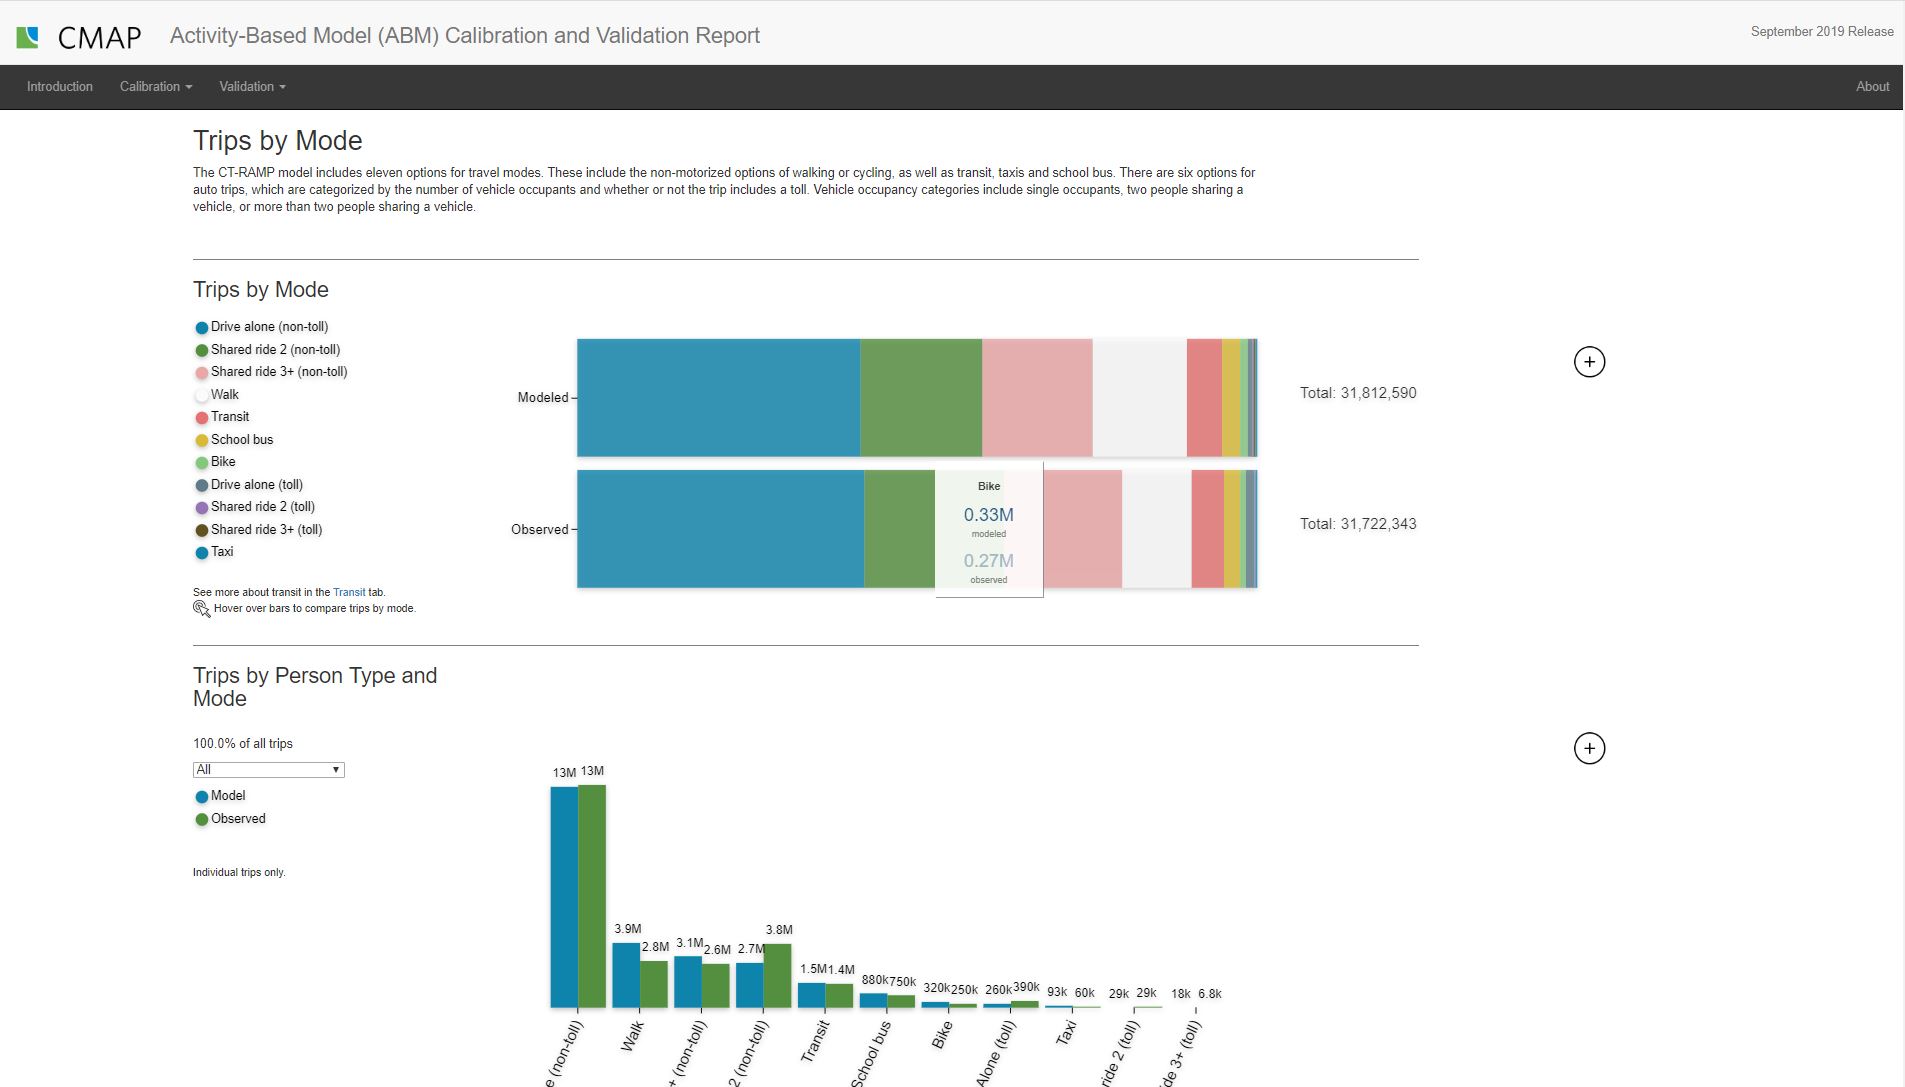 CMAP
Activity-Based Model (ABM) Calibration and Validation Report
September 2019 Release
Introduction
Calibration
Validation
About
Trips by Mode
The CT-RAMP model includes eleven options for travel modes. These include the non-motorized options of walking or cycling, as well as transit, taxis and school bus. There are six options for
auto trips, which are categorized by the number of vehicle occupants and whether or not the trip includes a toll. Vehicle occupancy categories include single occupants, two people sharing a
vehicle, or more than two people sharing a vehicle.
Trips by Mode
Drive alone (non-toll)
Shared ride 2 (non-toll)
Shared ride 3+ (non-toll)
Walk
Transit
School bus
Bike
Drive alone (toll)
Shared ride 2 (toll)
Shared ride 3+ (toll)
Taxi
See more about transit in the Transit tab.
Hover over bars to compare trips by mode.
Modeled
Total: 31,812,590
Observed
Total: 31,722,343
Bike
0.33M
modeled
0.27M
observed
Trips by Person Type and
Mode
100.0% of all trips
All
Model
Observed
Individual trips only.
13M 13M
3.9M 2.8M
3.1M 2.6M
2.7M 3.8M
1.5M 1.4M
880k 750k
320k 250k
260k 390k
93k 60k
29k 29k
18k 6.8k
e (non-toll)
Walk
+ (non-toll)
2 (non-toll)
Transit
School bus
Bike
Alone (toll)
Taxi
ride 2 (toll)
de 3+ (toll)